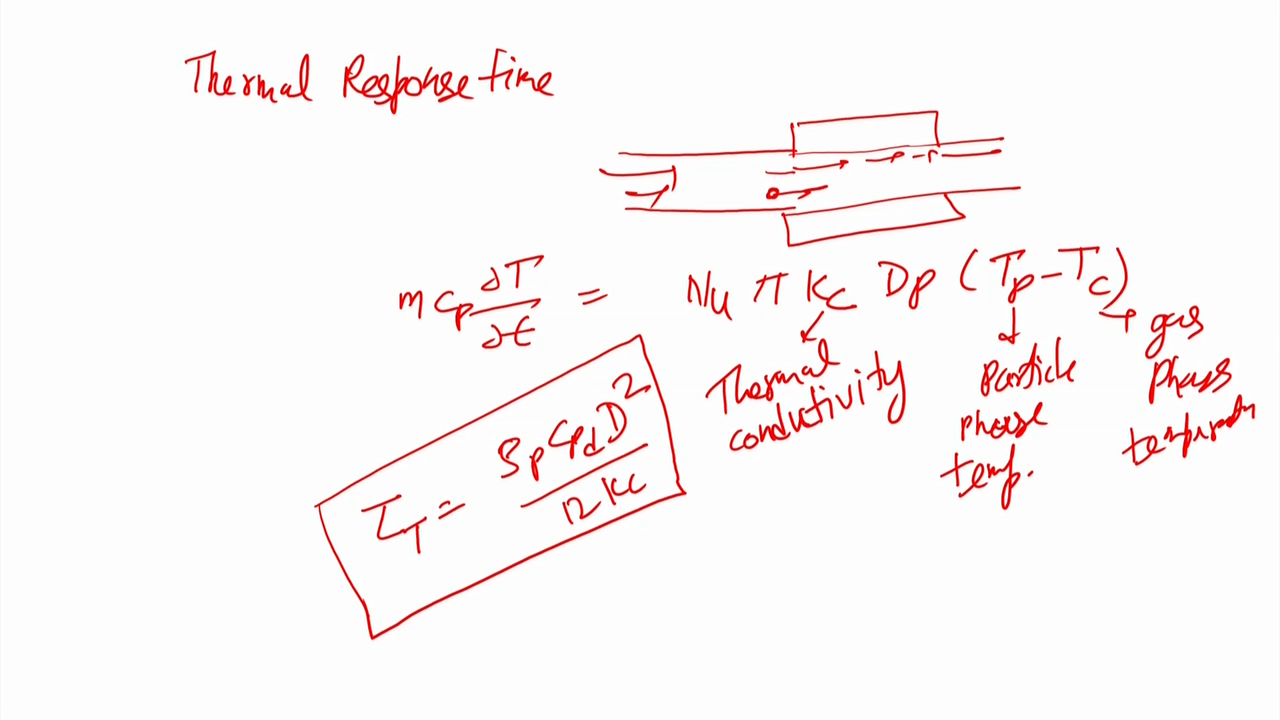 Thermal Response time
m Cp dT/dt = Nu π Kc Dp (Tp - Tc)
Thermal conductivity
Particle phase temp.
gas phase
τT = ρp Cpd D² / 12 Kc